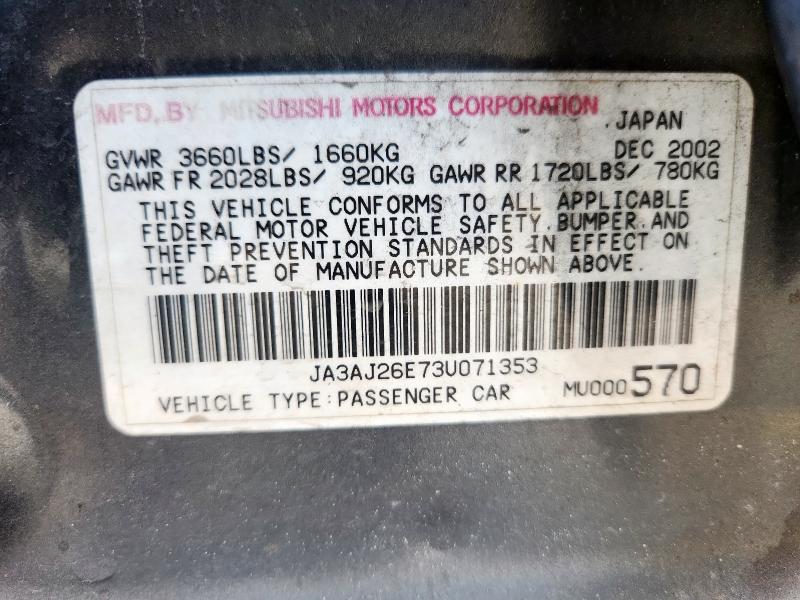 MFD. BY MITSUBISHI MOTORS CORPORATION
JAPAN
GVWR 3660LBS/ 1660KG DEC 2002
GAWR FR 2028LBS/ 920KG GAWR RR 1720LBS/ 780KG
THIS VEHICLE CONFORMS TO ALL APPLICABLE
FEDERAL MOTOR VEHICLE SAFETY, BUMPER, AND
THEFT PREVENTION STANDARDS IN EFFECT ON
THE DATE OF MANUFACTURE SHOWN ABOVE.
JA3AJ26E73U071353
VEHICLE TYPE:PASSENGER CAR MU000570